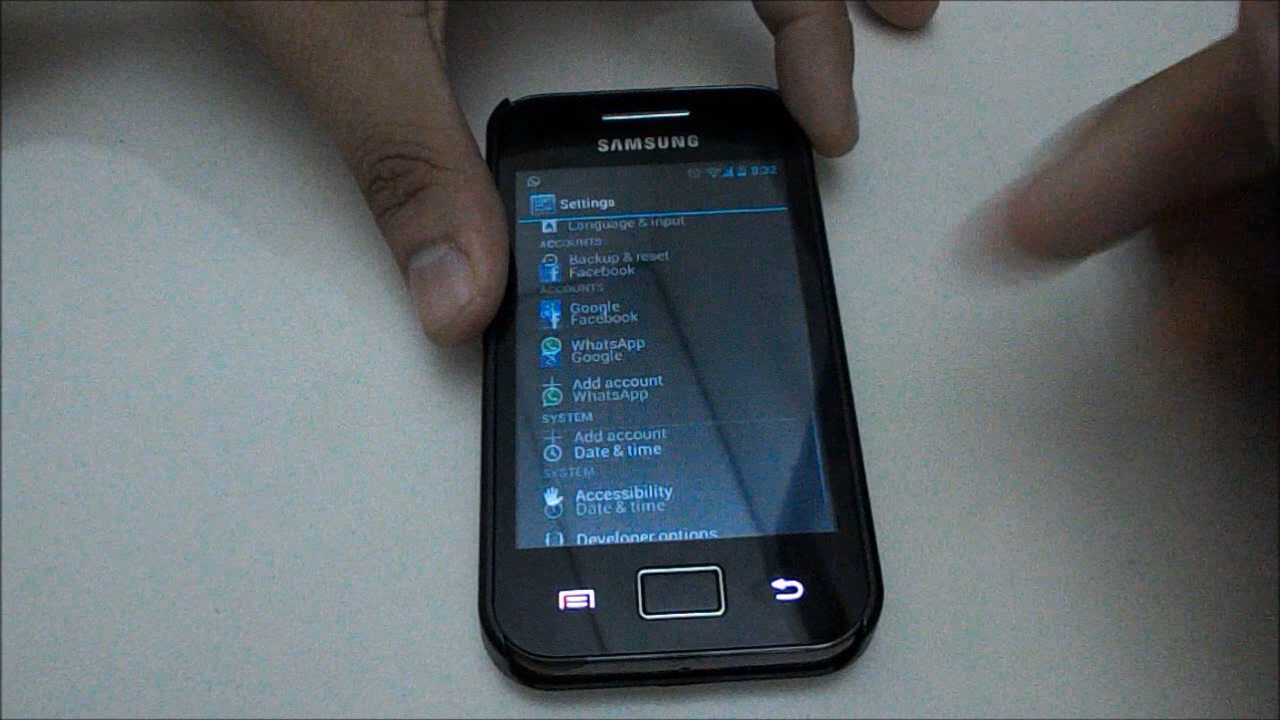 SAMSUNG
9:32
Settings
Language & input
ACCOUNTS
Backup & reset
Facebook
ACCOUNTS
Google
Facebook
WhatsApp
Google
Add account
WhatsApp
SYSTEM
Add account
Date & time
SYSTEM
Accessibility
Date & time
Developer options